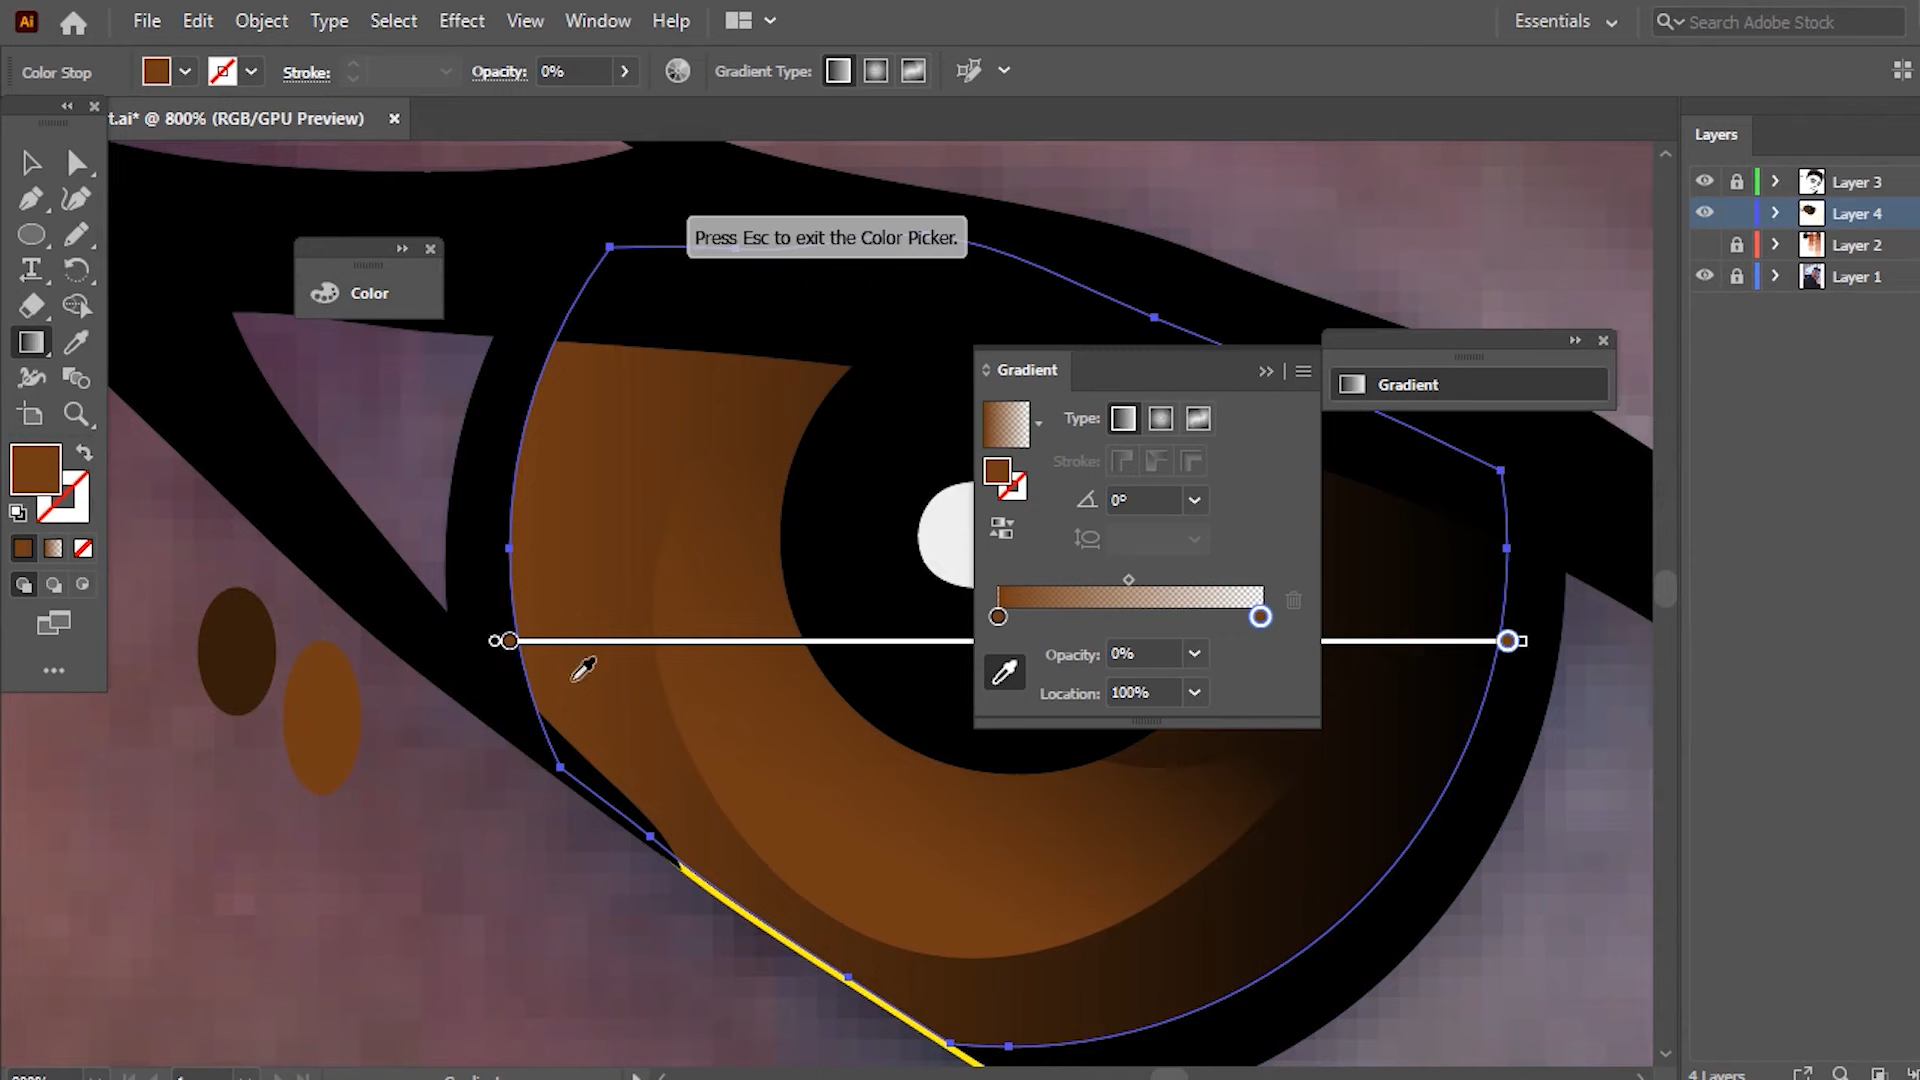 Ai
File Edit Object Type Select Effect View Window Help
Essentials
Search Adobe Stock
Color Stop
Stroke:
Opacity: 0%
Gradient Type:
t.ai* @ 800% (RGB/GPU Preview)
Layers
Layer 3
Layer 4
Layer 2
Layer 1
Press Esc to exit the Color Picker.
Color
Gradient
Gradient
Type:
Stroke:
0°
Opacity: 0%
Location: 100%
4 Layers